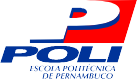 P
POLI
ESCOLA POLITÉCNICA
DE PERNAMBUCO